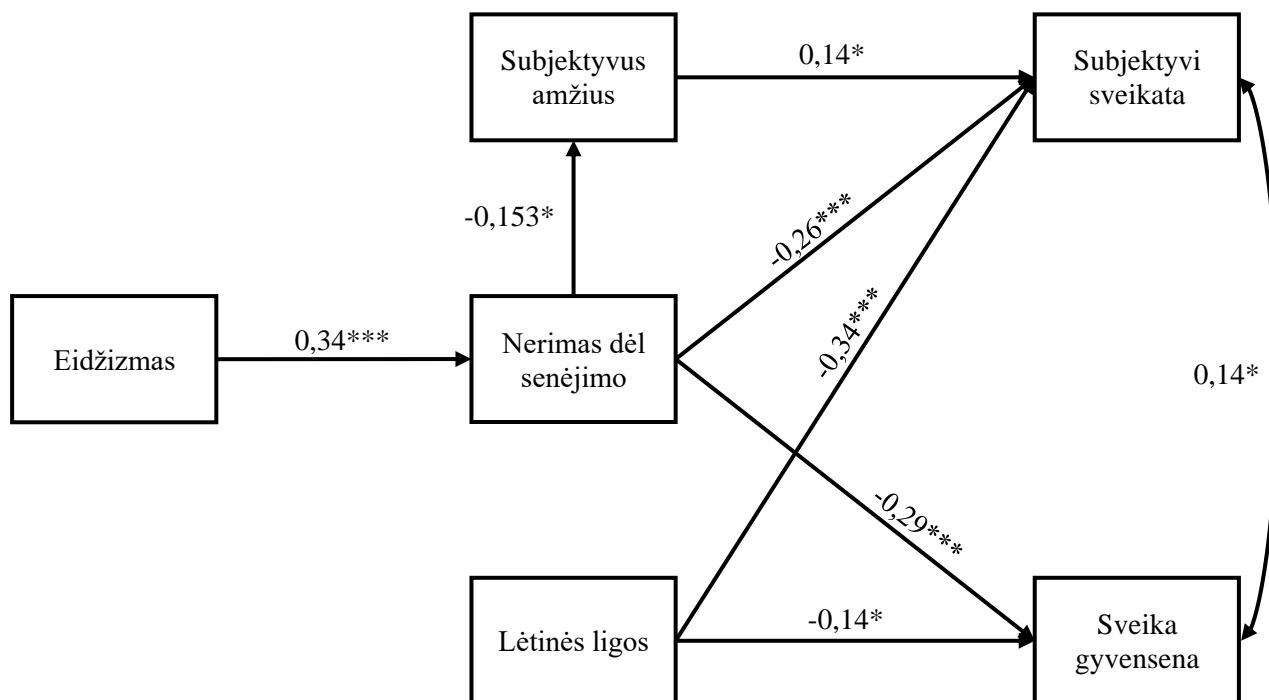 Subjektyvus
amžius
0,14*
Subjektyvi
sveikata
-0,153*
-0,26***
Eidžizmas
0,34***
Nerimas dėl
senėjimo
-0,34***
0,14*
-0,29***
Lėtinės ligos
-0,14*
Sveika
gyvensena